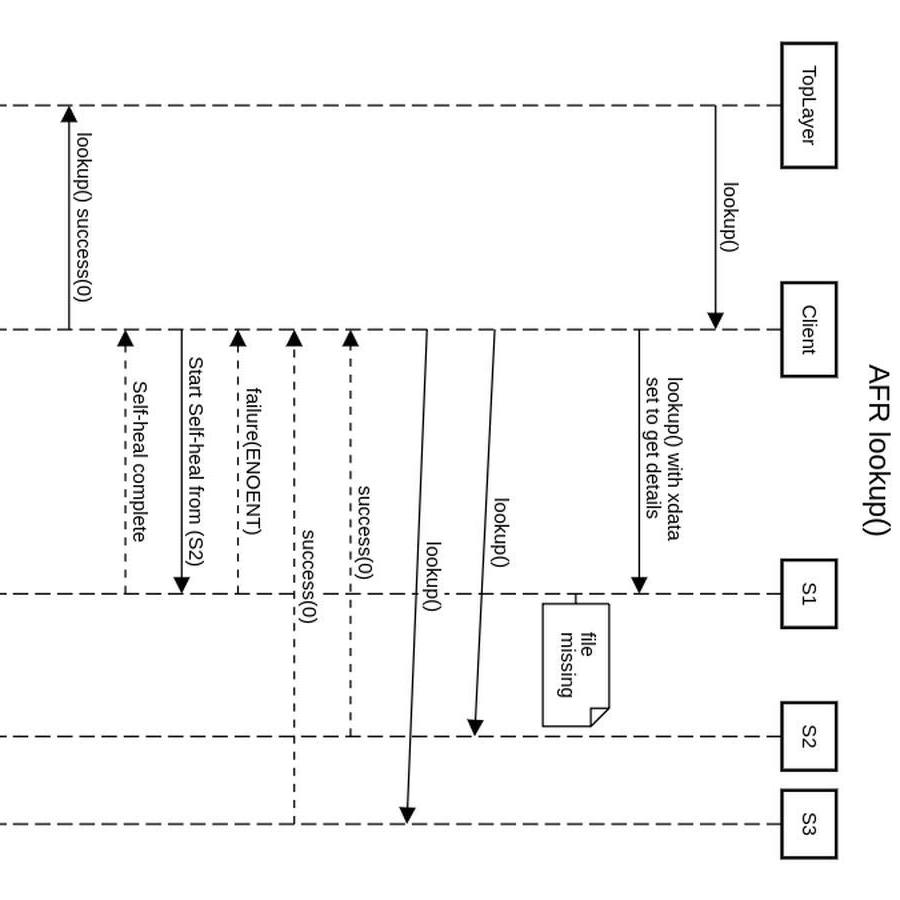 AFR lookup()
TopLayer
Client
S1
S2
S3
lookup()
lookup() with xdata
set to get details
file
missing
lookup()
lookup()
success(0)
success(0)
failure(ENOENT)
Start Self-heal from (S2)
Self-heal complete
lookup() success(0)